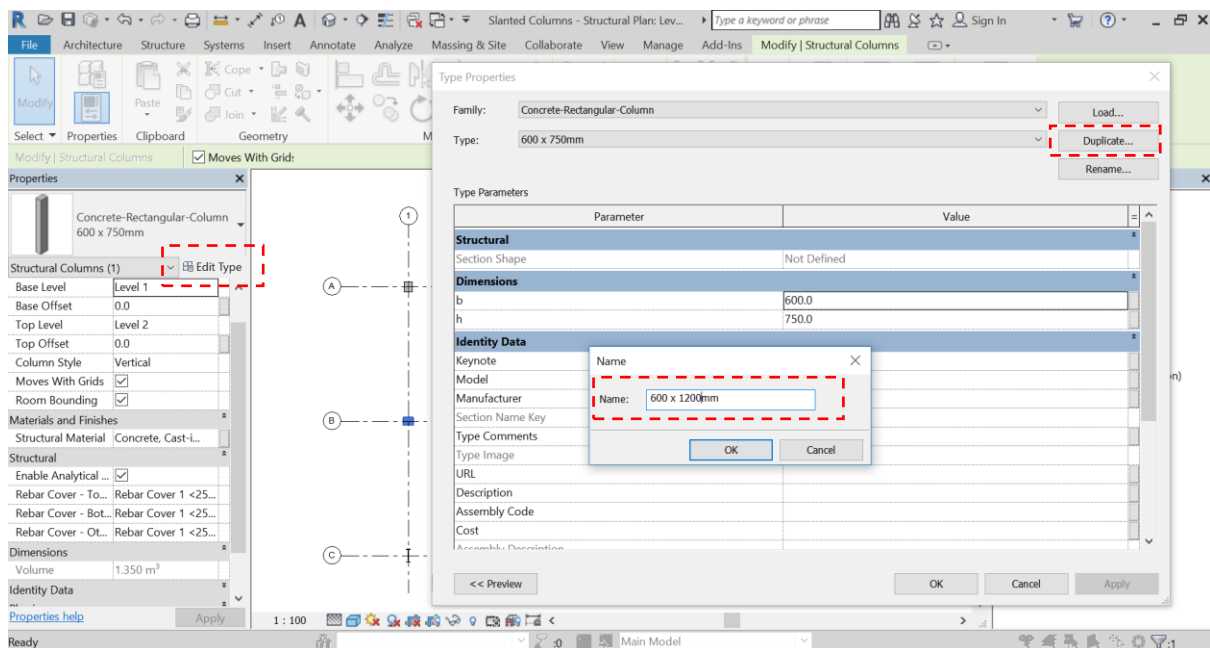 R A Slanted Columns - Structural Plan: Lev... Type a keyword or phrase Sign In ?
File Architecture Structure Systems Insert Annotate Analyze Massing & Site Collaborate View Manage Add-Ins Modify | Structural Columns
Modify Paste Cope Cut Join
Select Properties Clipboard Geometry M
Modify | Structural Columns Moves With Grids
Properties
Concrete-Rectangular-Column
600 x 750mm
Structural Columns (1) Edit Type
Base Level Level 1
Base Offset 0.0
Top Level Level 2
Top Offset 0.0
Column Style Vertical
Moves With Grids
Room Bounding
Materials and Finishes
Structural Material Concrete, Cast-i...
Structural
Enable Analytical ...
Rebar Cover - To... Rebar Cover 1 <25...
Rebar Cover - Bot... Rebar Cover 1 <25...
Rebar Cover - Ot... Rebar Cover 1 <25...
Dimensions
Volume 1.350 m³
Identity Data
Properties help Apply
1
A
B
C
Type Properties
Family: Concrete-Rectangular-Column Load...
Type: 600 x 750mm Duplicate...
Rename...
Type Parameters
Parameter Value =
Structural
Section Shape Not Defined
Dimensions
b 600.0
h 750.0
Identity Data
Keynote
Model
Manufacturer
Section Name Key
Type Comments
Type Image
URL
Description
Assembly Code
Cost
Assembly Description
Name
Name: 600 x 1200mm
OK Cancel
<< Preview OK Cancel Apply
n)
1 : 100
Ready :0 Main Model :1